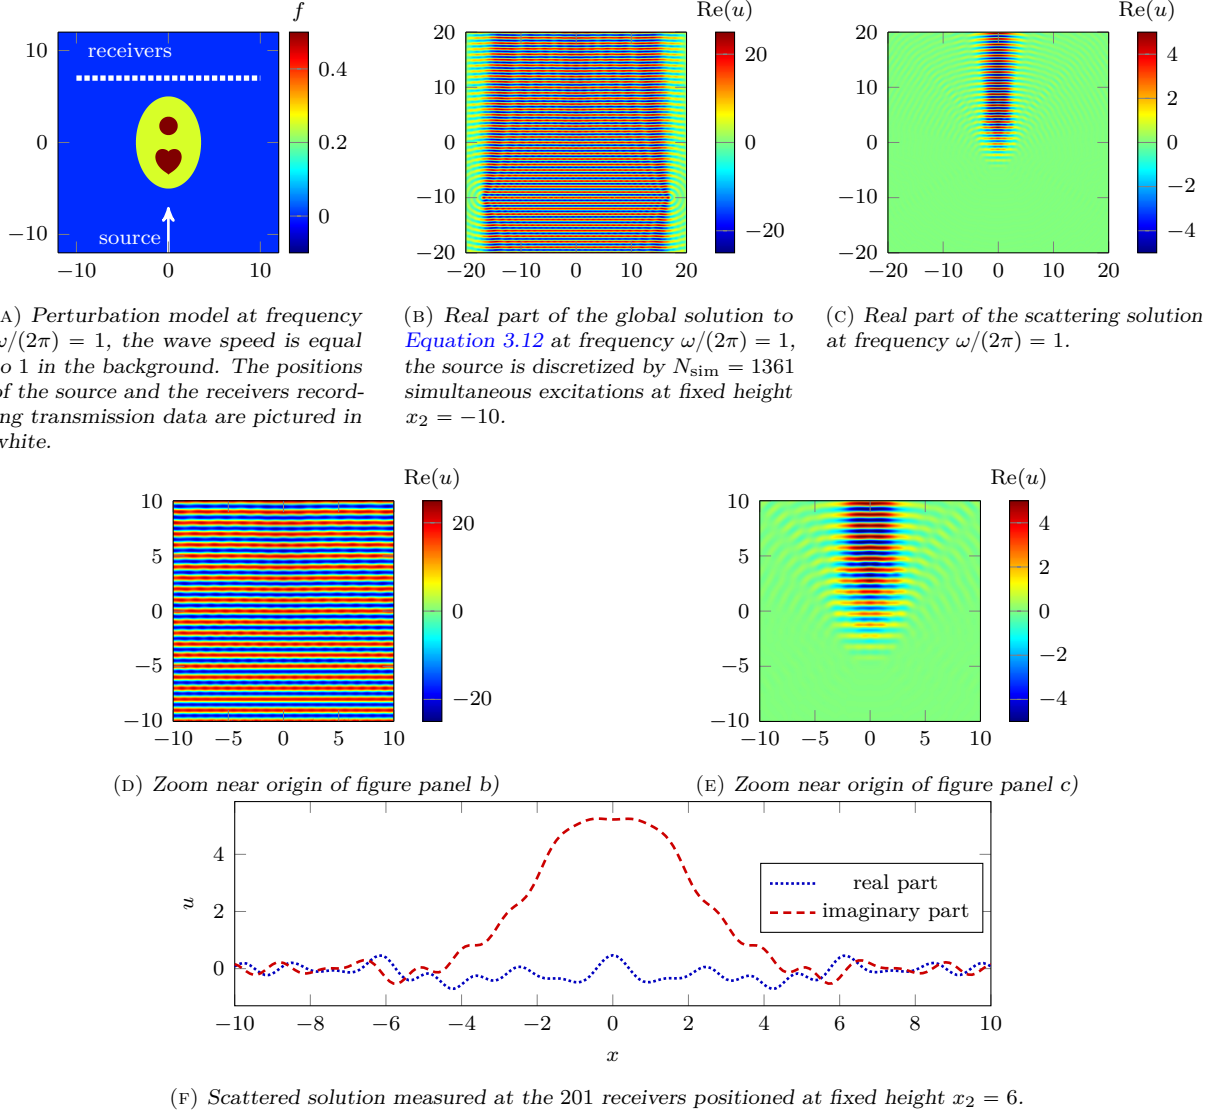 f
10
0
−10
−10
0
10
receivers
source
0.4
0.2
0
Re(u)
20
10
0
−10
−20
−20
−10
0
10
20
20
0
−20
Re(u)
20
10
0
−10
−20
−20
−10
0
10
20
4
2
0
−2
−4
A) Perturbation model at frequency
ω/(2π) = 1, the wave speed is equal
o 1 in the background. The positions
of the source and the receivers record-
ng transmission data are pictured in
white.
(B) Real part of the global solution to
Equation 3.12 at frequency ω/(2π) = 1,
the source is discretized by Nsim = 1361
simultaneous excitations at fixed height
x2 = −10.
(C) Real part of the scattering solution
at frequency ω/(2π) = 1.
Re(u)
10
5
0
−5
−10
−10
−5
0
5
10
20
0
−20
Re(u)
10
5
0
−5
−10
−10
−5
0
5
10
4
2
0
−2
−4
(D) Zoom near origin of figure panel b)
(E) Zoom near origin of figure panel c)
u
4
2
0
real part
imaginary part
−10
−8
−6
−4
−2
0
2
4
6
8
10
x
(F) Scattered solution measured at the 201 receivers positioned at fixed height x2 = 6.